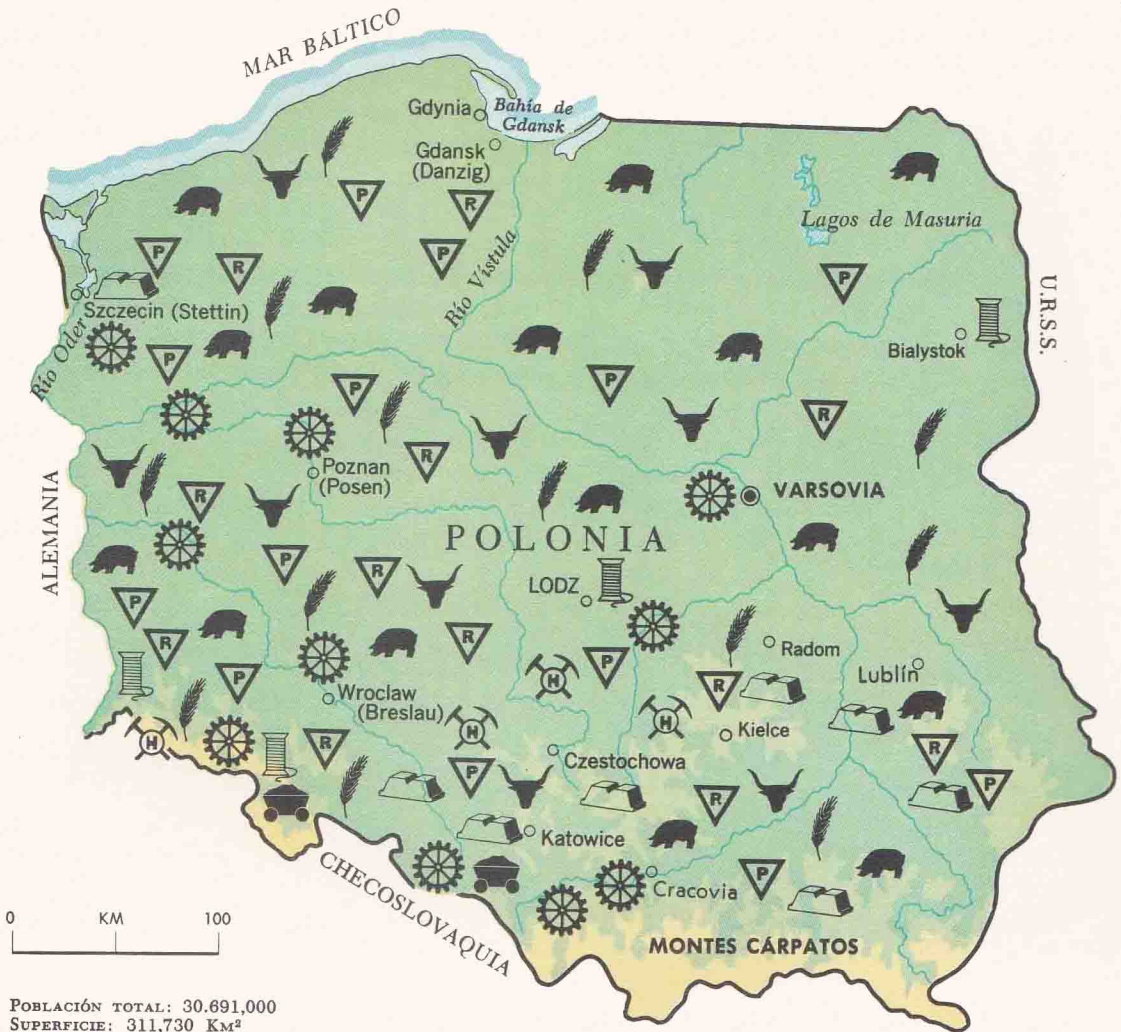 MAR BÁLTICO
Gdynia
Bahía de
Gdansk
Gdansk
(Danzig)
P
R
P
Lagos de Masuria
Río Vístula
P
R
P
U.R.S.S.
Szczecin (Stettin)
Río Oder
Bialystok
P
P
P
R
R
Poznan
(Posen)
R
VARSOVIA
ALEMANIA
POLONIA
P
R
LODZ
P
R
R
P
Radom
H
P
R
Lublín
Wroclaw
(Breslau)
H
H
H
R
Kielce
R
Czestochowa
P
R
P
Katowice
P
Cracovia
CHECOSLOVAQUIA
MONTES CÁRPATOS
0 KM 100
POBLACIÓN TOTAL: 30.691,000
SUPERFICIE: 311,730 KM²